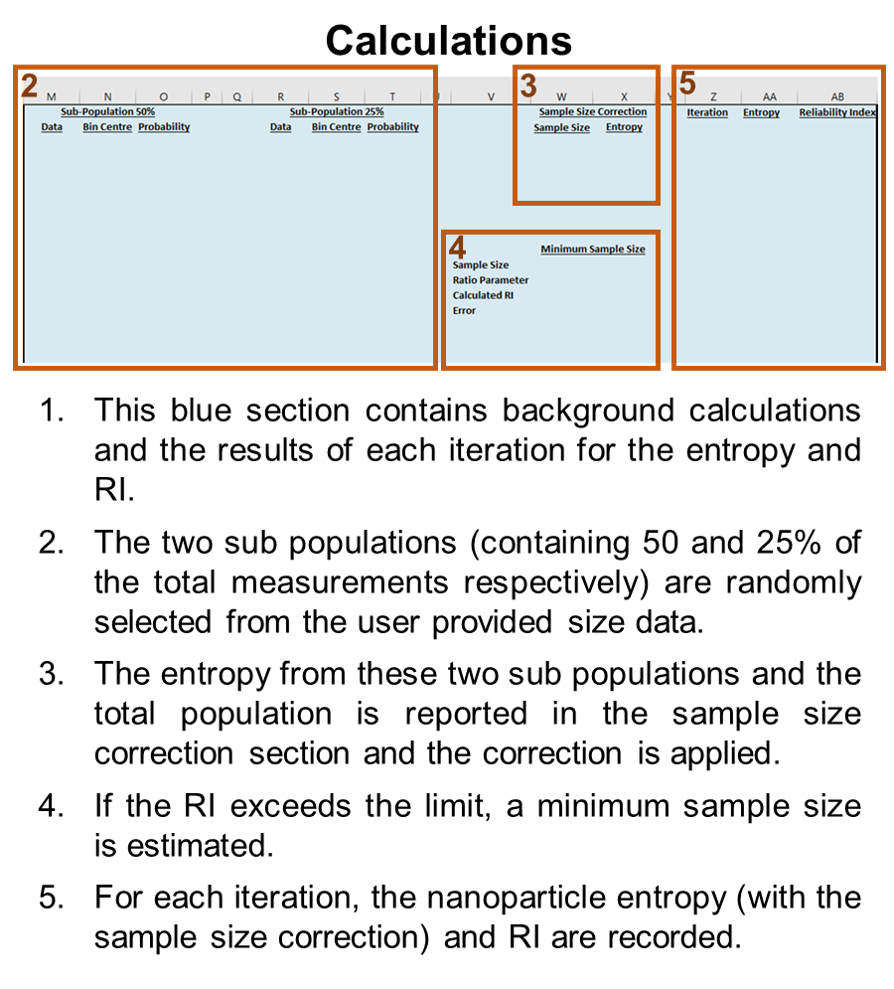 Calculations
2 3 5
M N O P Q R S T V W X Y Z AA AB
Sub-Population 50% Sub-Population 25% Sample Size Correction Iteration Entropy Reliability Index
Data Bin Centre Probability Data Bin Centre Probability Sample Size Entropy
4 Minimum Sample Size
Sample Size
Ratio Parameter
Calculated RI
Error
1. This blue section contains background calculations
and the results of each iteration for the entropy and
RI.
2. The two sub populations (containing 50 and 25% of
the total measurements respectively) are randomly
selected from the user provided size data.
3. The entropy from these two sub populations and the
total population is reported in the sample size
correction section and the correction is applied.
4. If the RI exceeds the limit, a minimum sample size
is estimated.
5. For each iteration, the nanoparticle entropy (with the
sample size correction) and RI are recorded.